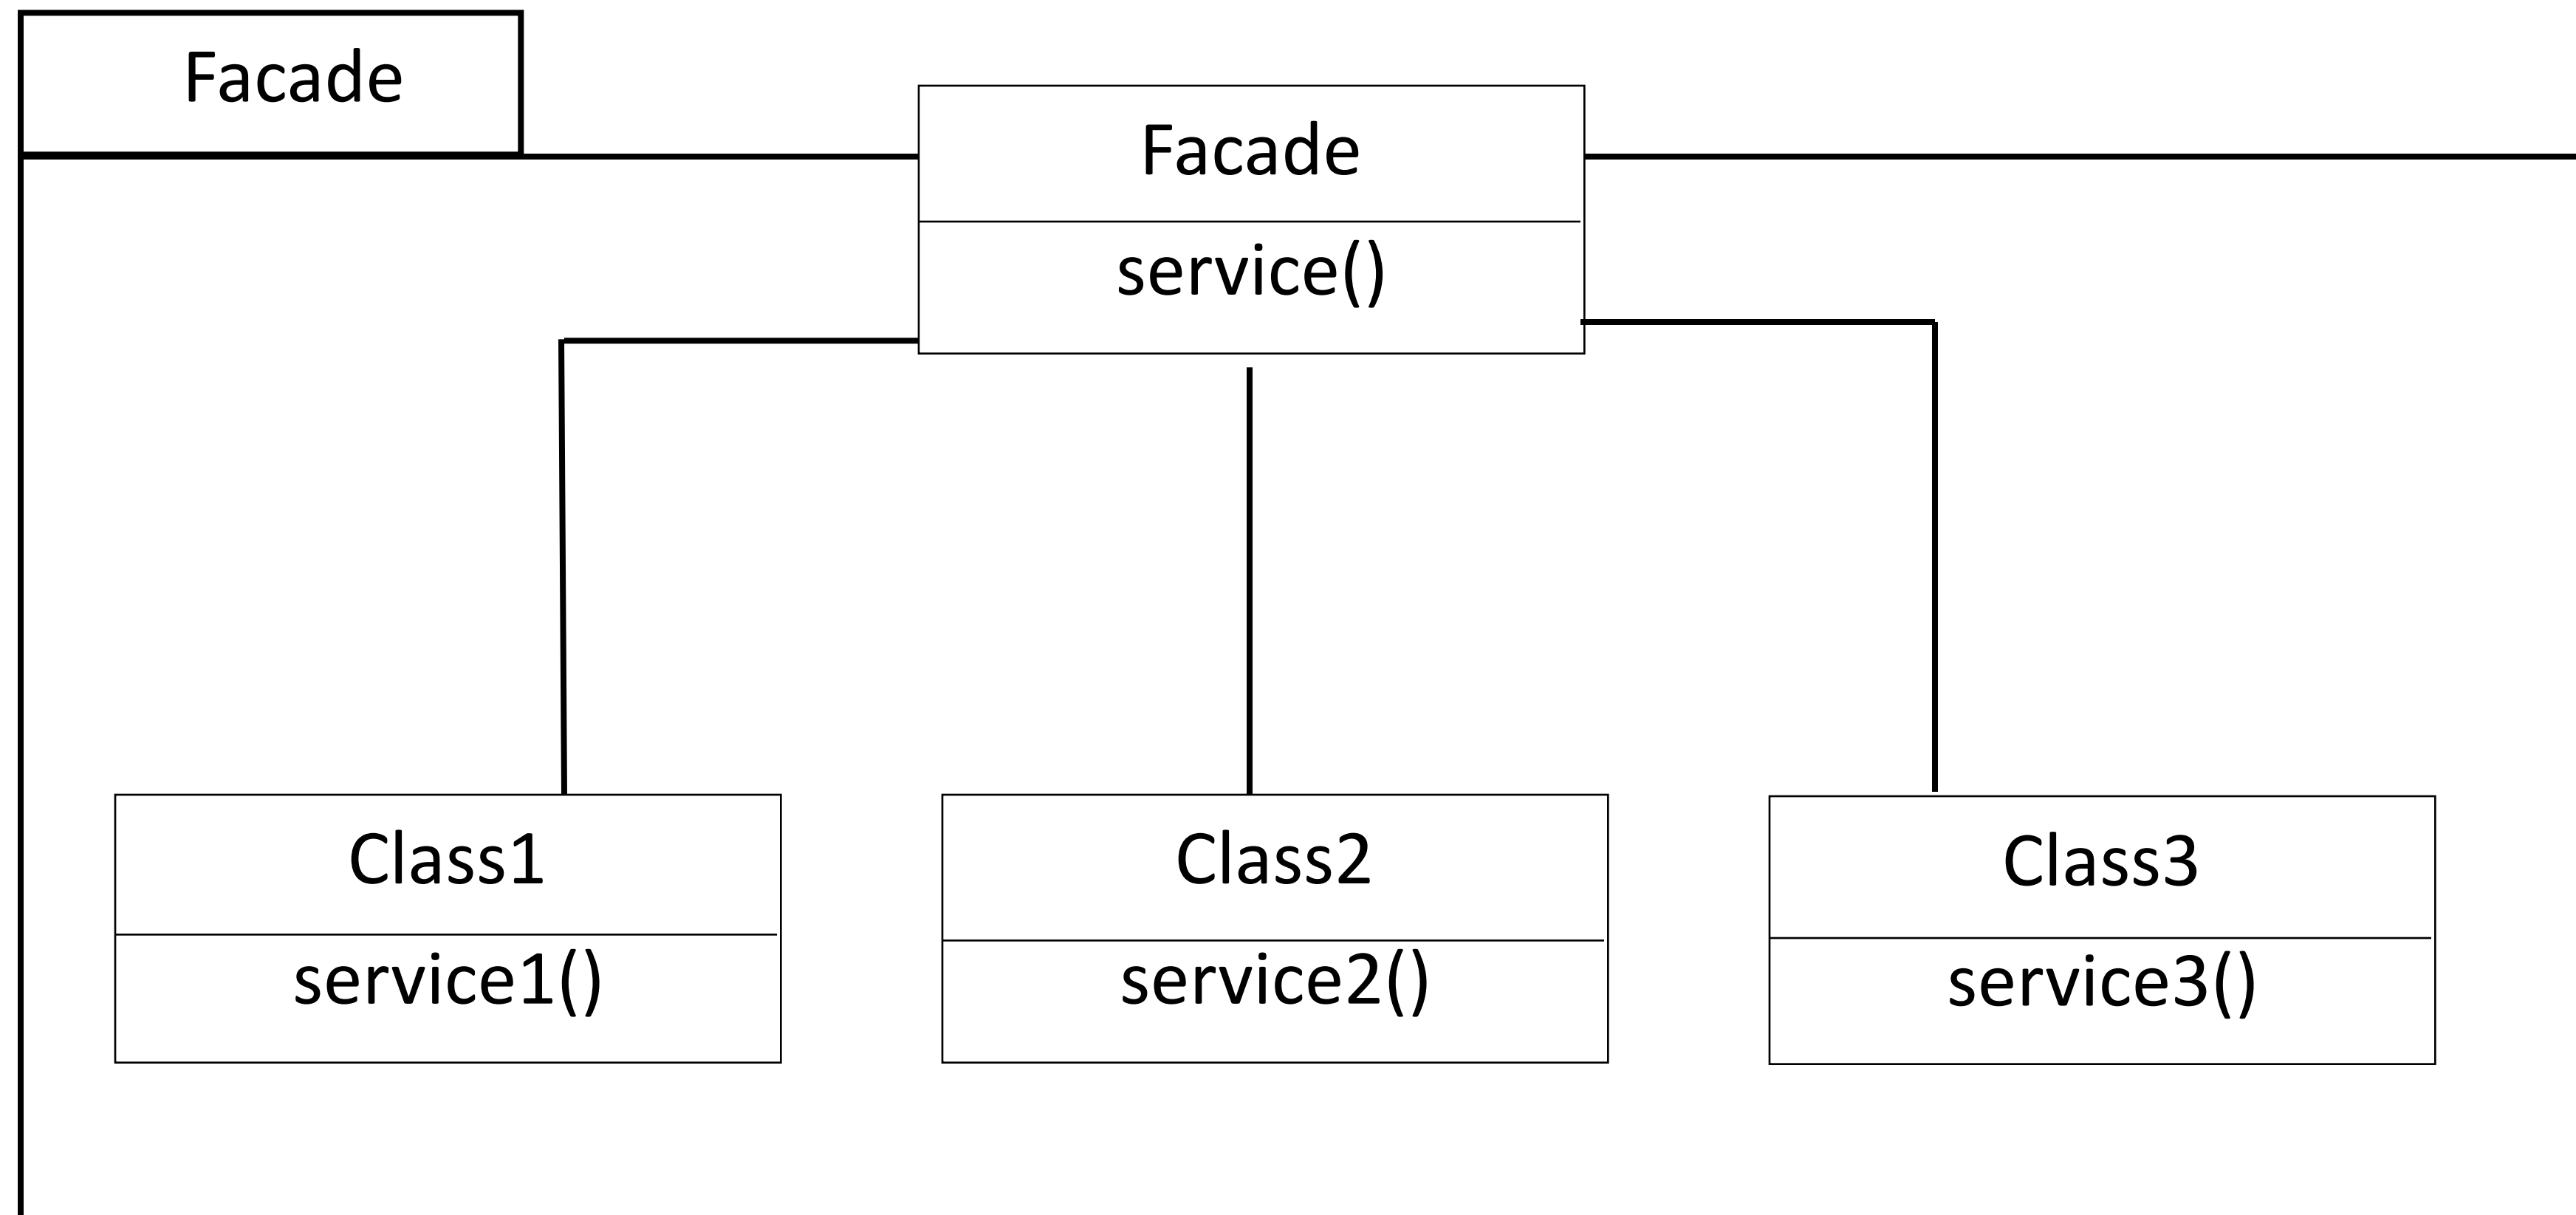 Facade
Facade
service()
Class1
service1()
Class2
service2()
Class3
service3()